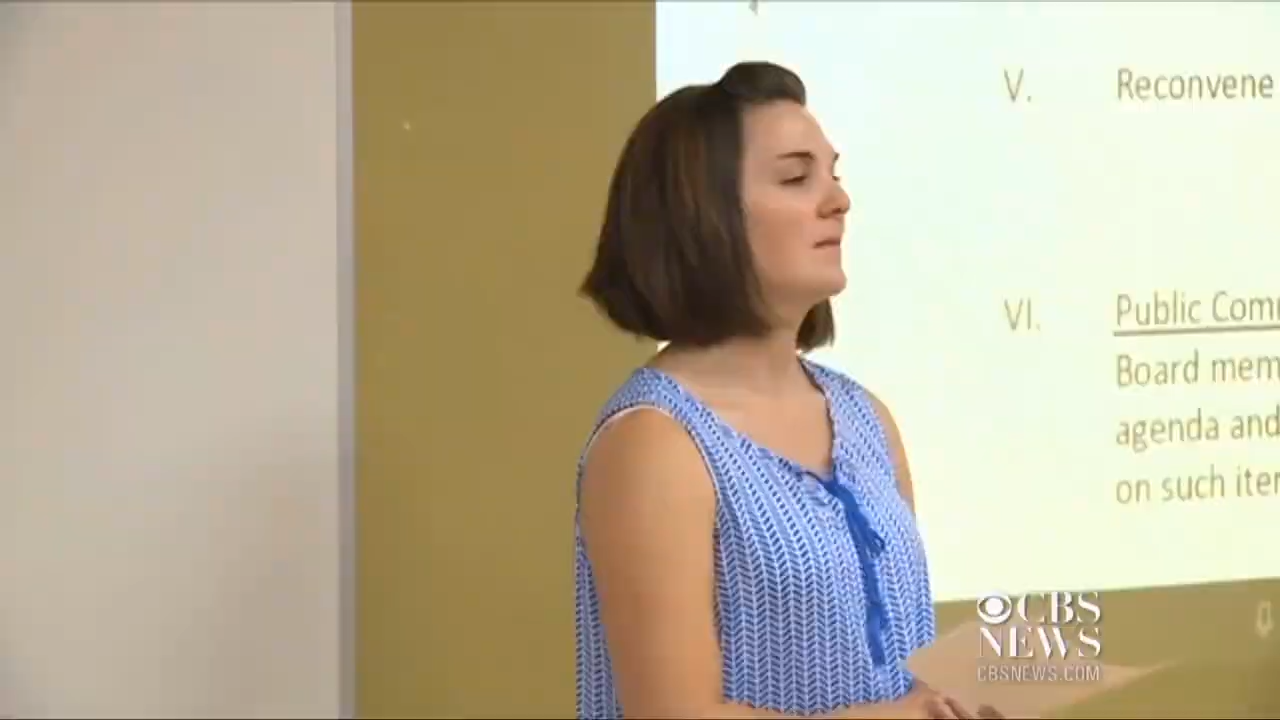 V. Reconvene
VI. Public Com
Board mem
agenda and
on such iter
CBS
NEWS
CBSNEWS.COM